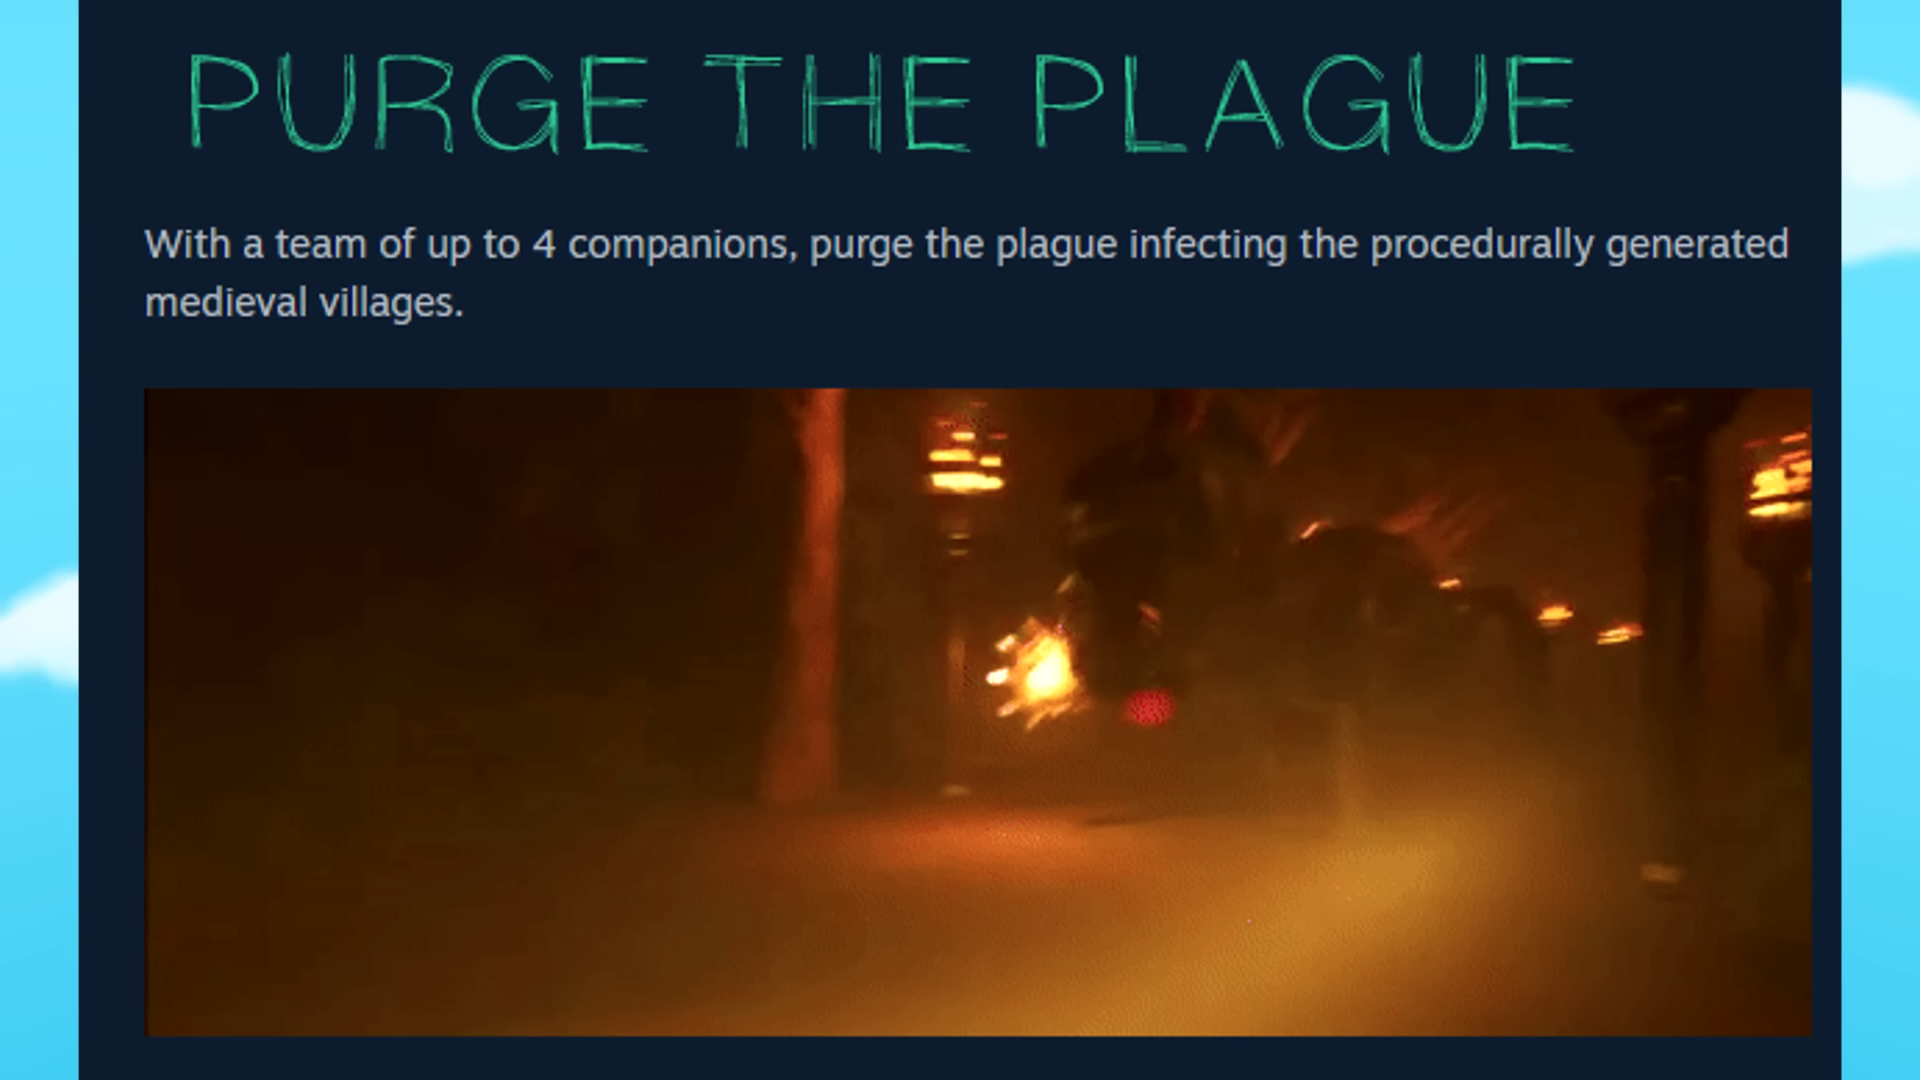 PURGE THE PLAGUE
With a team of up to 4 companions, purge the plague infecting the procedurally generated
medieval villages.